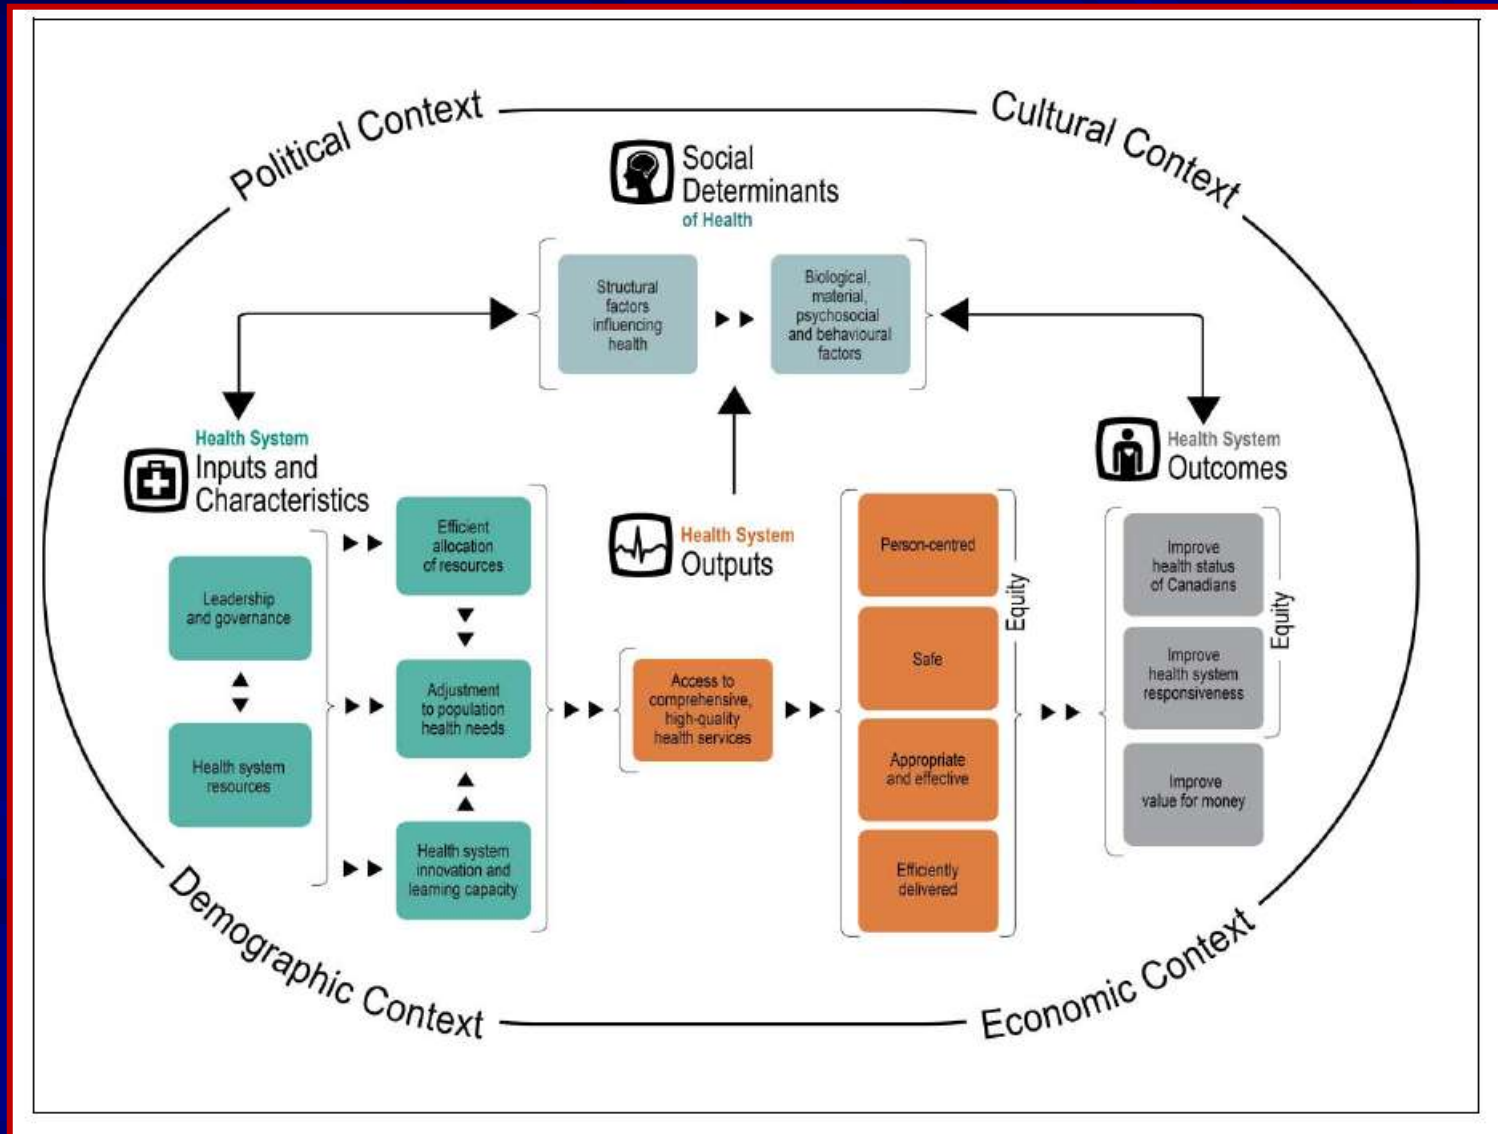 Political Context
Cultural Context
Social
Determinants
of Health
Structural
factors
influencing
health
Biological,
material,
psychosocial
and behavioural
factors
Health System
Inputs and
Characteristics
Leadership
and governance
Health system
resources
Efficient
allocation
of resources
Adjustment
to population
health needs
Health system
innovation and
learning capacity
Health System
Outputs
Access to
comprehensive,
high-quality
health services
Person-centred
Safe
Appropriate
and effective
Efficiently
delivered
Equity
Health System
Outcomes
Improve
health status
of Canadians
Improve
health system
responsiveness
Improve
value for money
Equity
Demographic Context
Economic Context